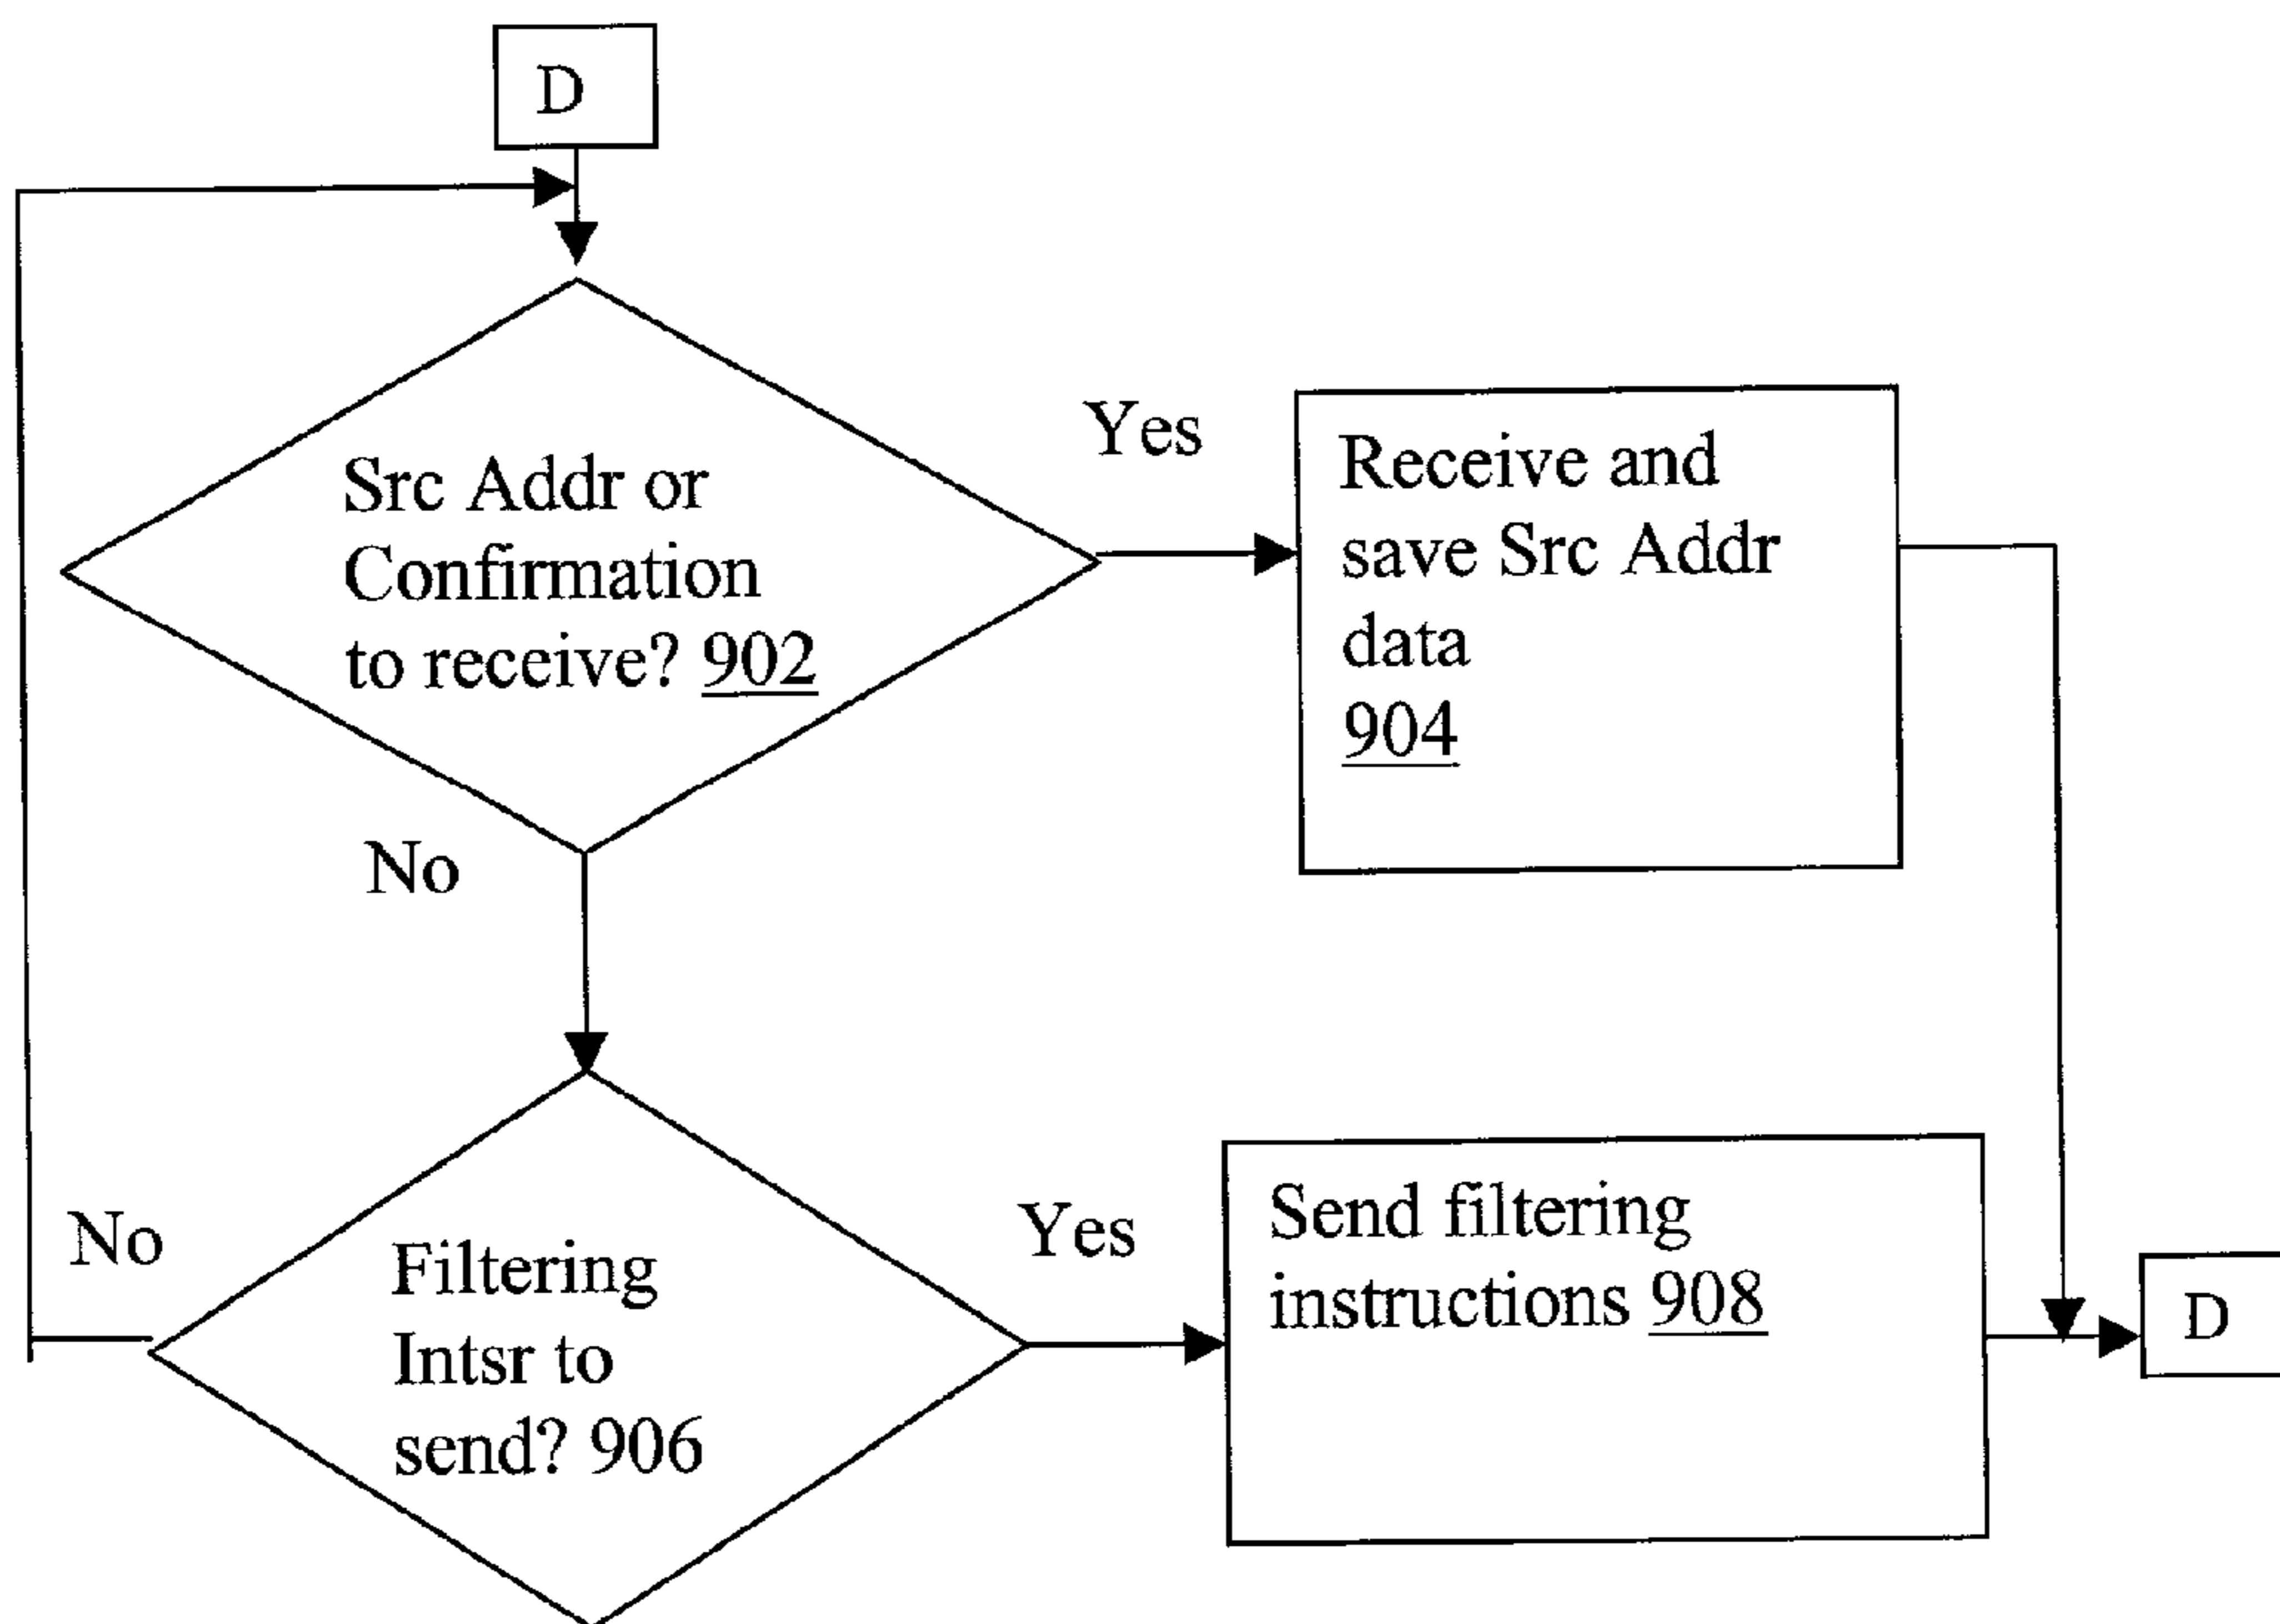 D
Src Addr or
Confirmation
to receive? 902
Yes
Receive and
save Src Addr
data
904
No
Filtering
Intsr to
send? 906
No
Yes
Send filtering
instructions 908
D